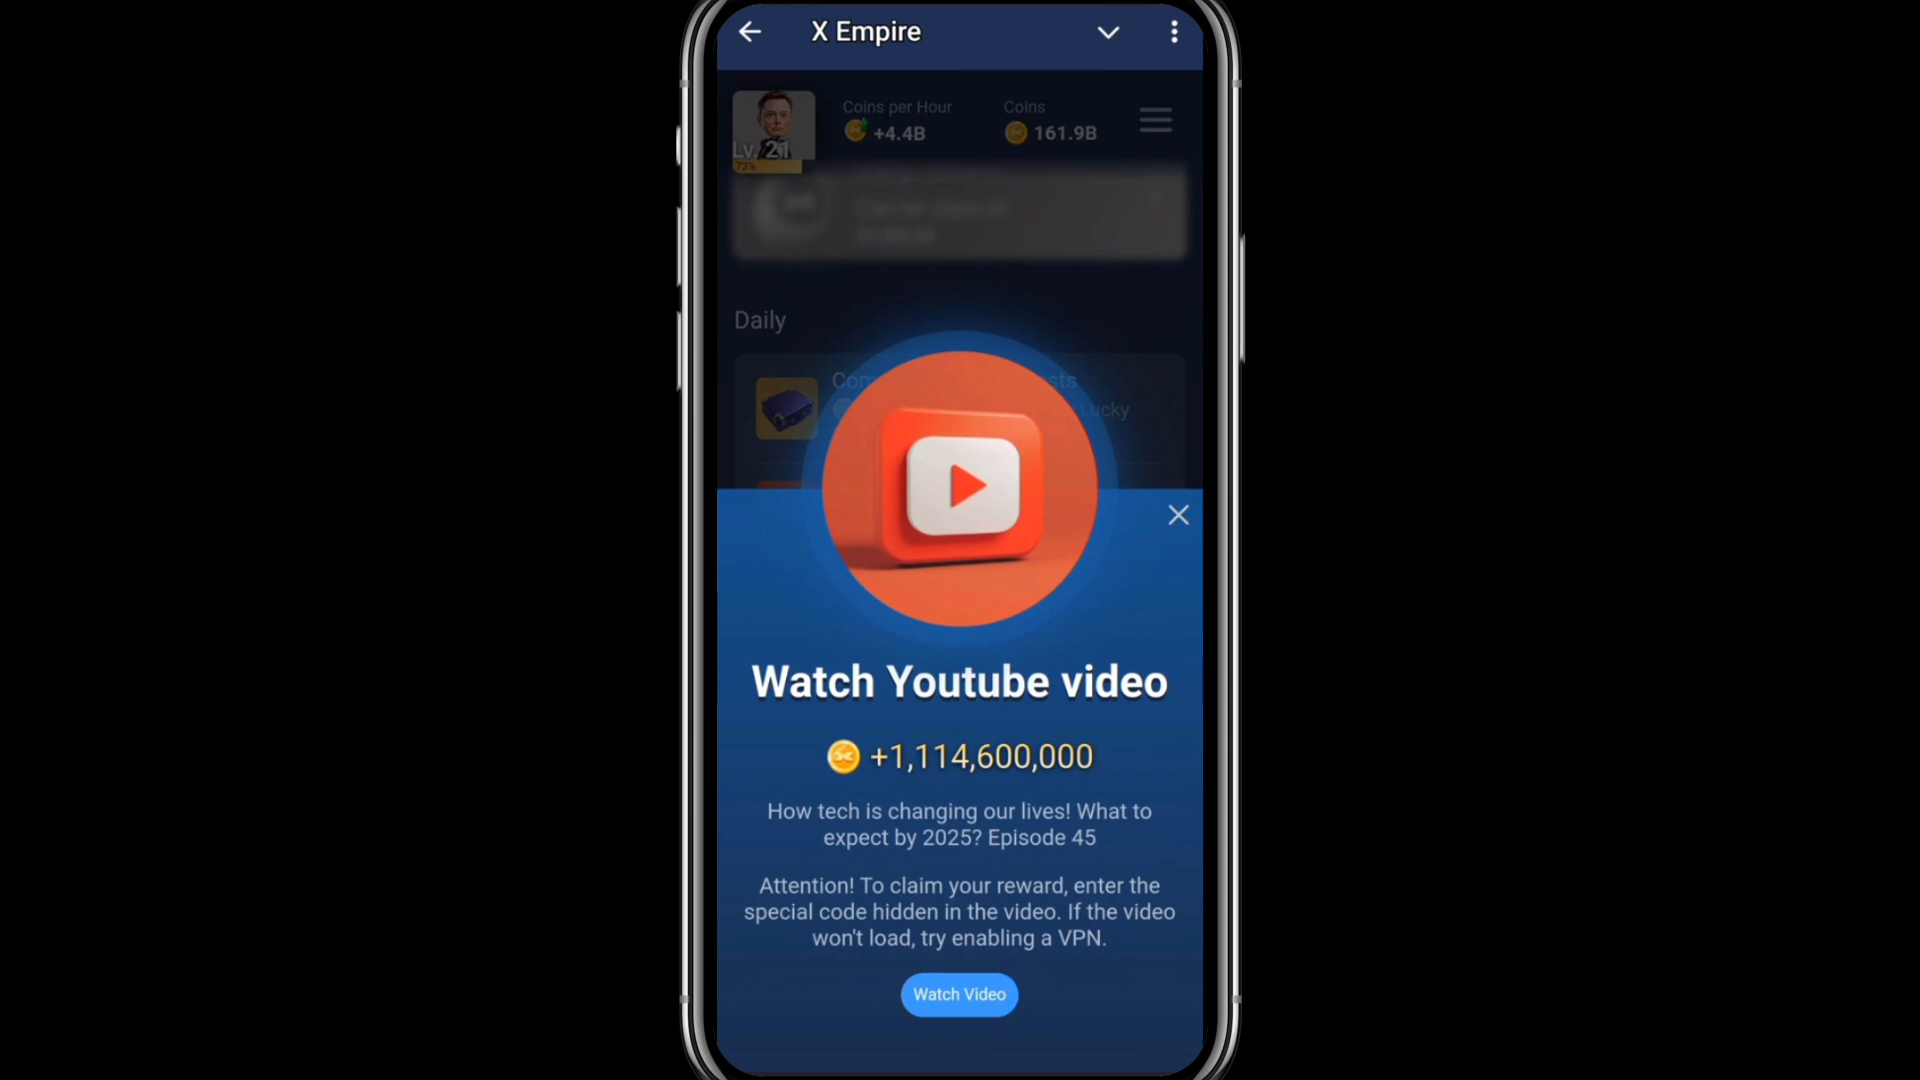 X Empire
Coins per Hour
Coins
+4.4B
161.9B
Lv. 21
73%
Daily
Lucky
Watch Youtube video
+1,114,600,000
How tech is changing our lives! What to
expect by 2025? Episode 45
Attention! To claim your reward, enter the
special code hidden in the video. If the video
won't load, try enabling a VPN.
Watch Video